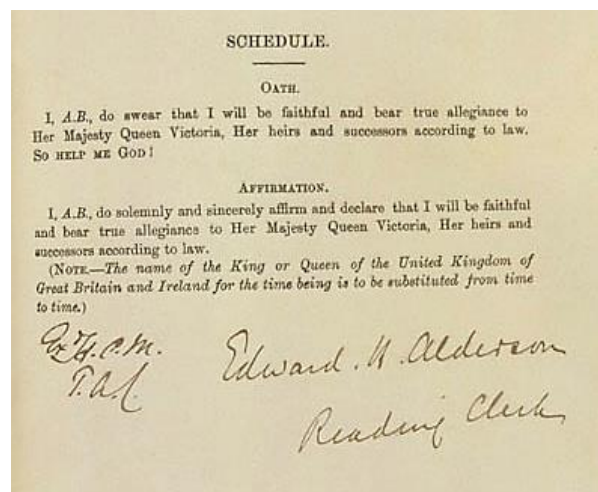 SCHEDULE.
OATH.
I, A.B., do swear that I will be faithful and bear true allegiance to
Her Majesty Queen Victoria, Her heirs and successors according to law.
SO HELP ME GOD!
AFFIRMATION.
I, A.B., do solemnly and sincerely affirm and declare that I will be faithful
and bear true allegiance to Her Majesty Queen Victoria, Her heirs and
successors according to law.
(NOTE.—The name of the King or Queen of the United Kingdom of
Great Britain and Ireland for the time being is to be substituted from time
to time.)
Edward. H. Alderson
Reading Clerk